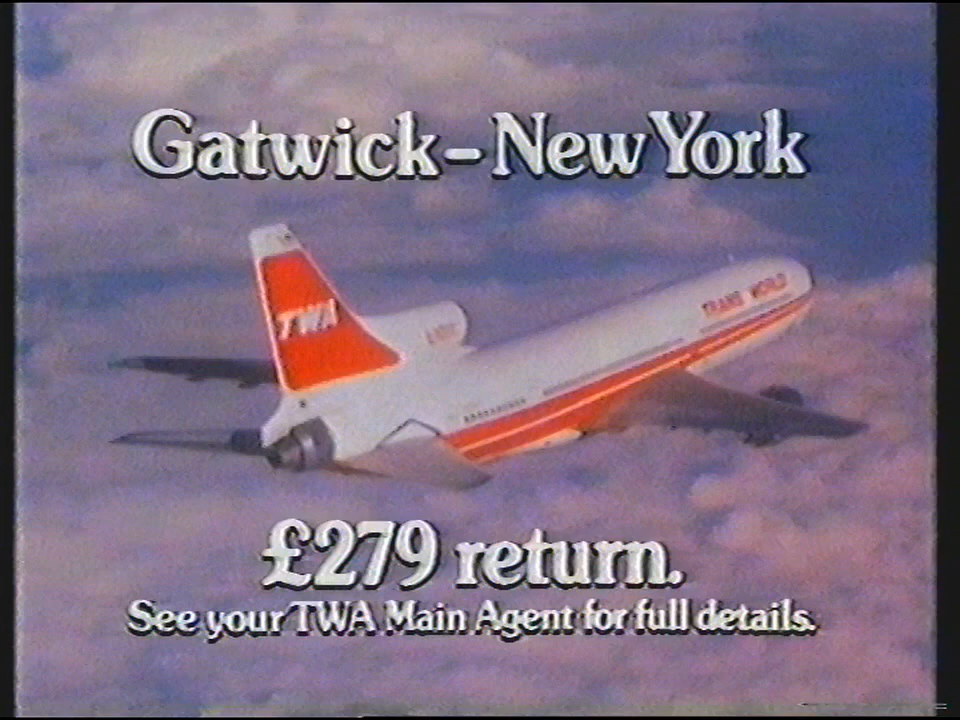 Gatwick–New York
TRANS WORLD
TWA
£279 return.
See your TWA Main Agent for full details.